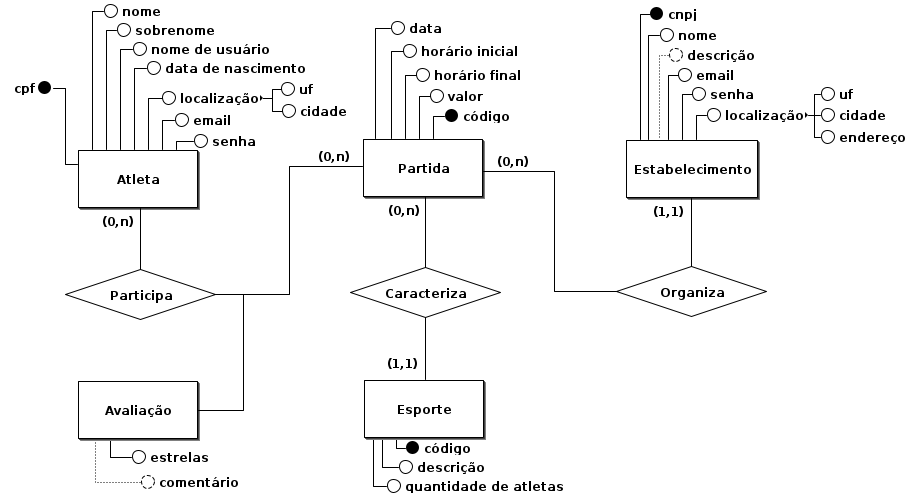 nome
sobrenome
nome de usuário
data de nascimento
cpf
localização
uf
cidade
email
senha
Atleta
(0,n)
Participa
(0,n)
data
horário inicial
horário final
valor
código
Partida
(0,n)
(0,n)
Caracteriza
(1,1)
Esporte
código
descrição
quantidade de atletas
cnpj
nome
descrição
email
senha
localização
uf
cidade
endereço
Estabelecimento
(1,1)
Organiza
Avaliação
estrelas
comentário